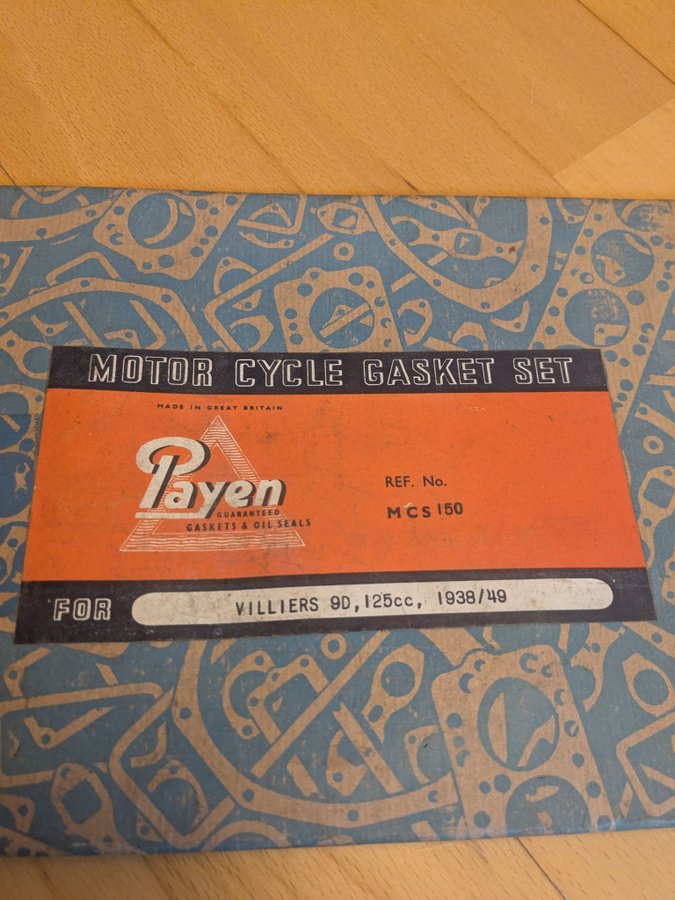 MOTOR CYCLE GASKET SET
MADE IN GREAT BRITAIN
Payen
GUARANTEED
GASKETS & OIL SEALS
REF. No.
MCS 150
FOR
VILLIERS 9D, 125cc, 1938/49